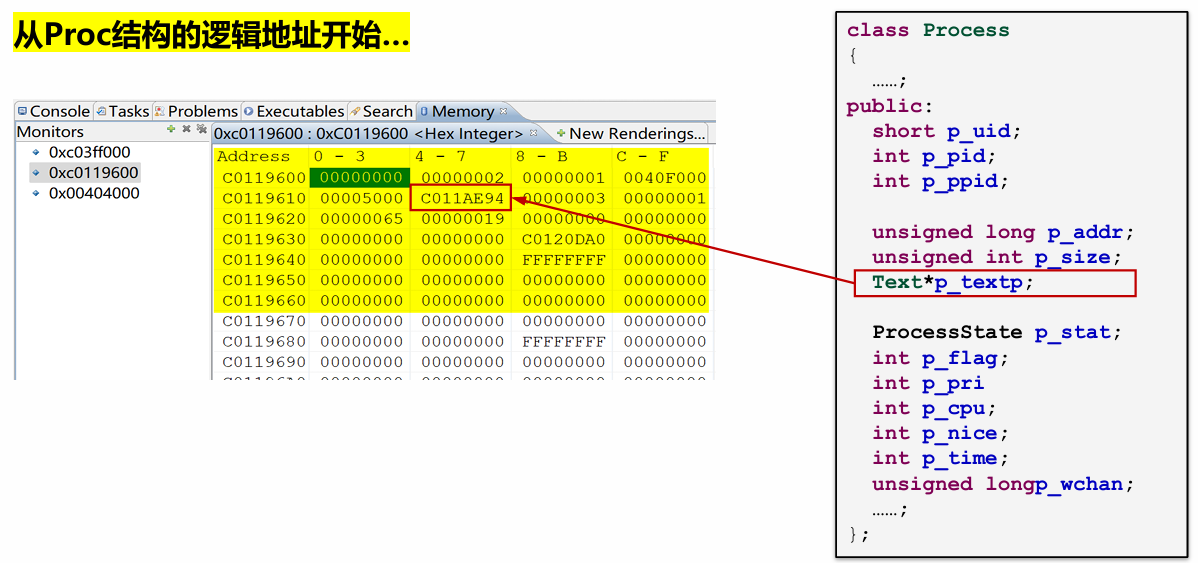 从Proc结构的逻辑地址开始…
Console Tasks Problems Executables Search Memory
Monitors
0xc03ff000
0xc0119600
0x00404000
0xc0119600 : 0xC0119600 <Hex Integer> New Renderings...
Address 0 - 3 4 - 7 8 - B C - F
C0119600 00000000 00000002 00000001 0040F000
C0119610 00005000 C011AE94 00000003 00000001
C0119620 00000065 00000019 00000000 00000000
C0119630 00000000 00000000 C0120DA0 00000000
C0119640 00000000 00000000 FFFFFFFF 00000000
C0119650 00000000 00000000 00000000 00000000
C0119660 00000000 00000000 00000000 00000000
C0119670 00000000 00000000 00000000 00000000
C0119680 00000000 00000000 FFFFFFFF 00000000
C0119690 00000000 00000000 00000000 00000000
class Process
{
……;
public:
short p_uid;
int p_pid;
int p_ppid;
unsigned long p_addr;
unsigned int p_size;
Text*p_textp;
ProcessState p_stat;
int p_flag;
int p_pri
int p_cpu;
int p_nice;
int p_time;
unsigned longp_wchan;
……;
};